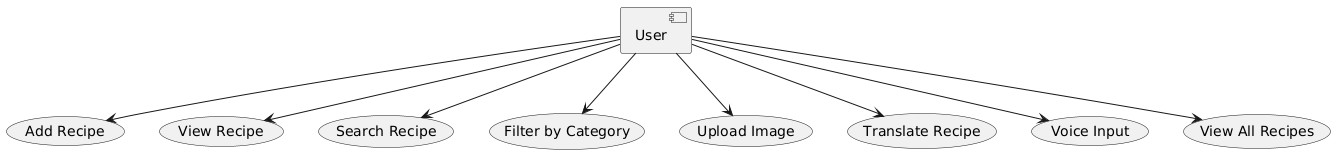 User
Add Recipe
View Recipe
Search Recipe
Filter by Category
Upload Image
Translate Recipe
Voice Input
View All Recipes